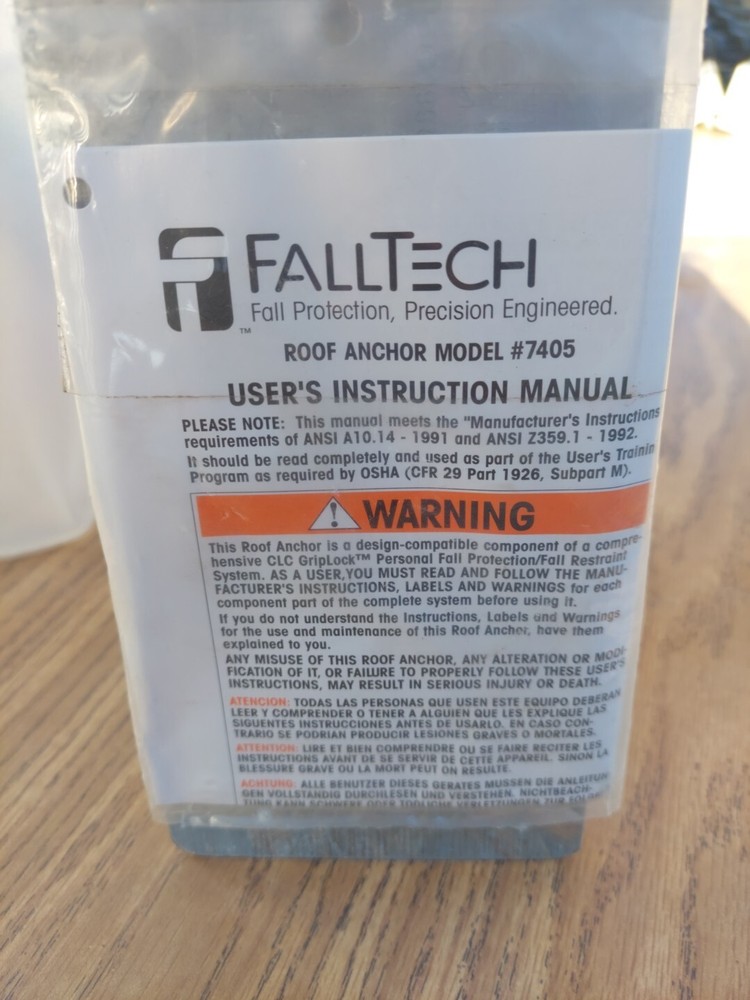 FALLTECH
Fall Protection, Precision Engineered.
TM
ROOF ANCHOR MODEL #7405
USER'S INSTRUCTION MANUAL
PLEASE NOTE: This manual meets the "Manufacturer's Instructions
requirements of ANSI A10.14 - 1991 and ANSI Z359.1 - 1992.
It should be read completely and used as part of the User's Trainin
Program as required by OSHA (CFR 29 Part 1926, Subpart M).
WARNING
This Roof Anchor is a design-compatible component of a compre-
hensive CLC GripLock™ Personal Fall Protection/Fall Restraint
System. AS A USER,YOU MUST READ AND FOLLOW THE MANU-
FACTURER'S INSTRUCTIONS, LABELS AND WARNINGS for each
component part of the complete system before using it.
If you do not understand the Instructions, Labels and Warnings
for the use and maintenance of this Roof Anchor, have them
explained to you.
ANY MISUSE OF THIS ROOF ANCHOR, ANY ALTERATION OR MODI-
FICATION OF IT, OR FAILURE TO PROPERLY FOLLOW THESE USER'S
INSTRUCTIONS, MAY RESULT IN SERIOUS INJURY OR DEATH.
ATENCION: TODAS LAS PERSONAS QUE USEN ESTE EQUIPO DEBERAN
LEER Y COMPRENDER O TENER A ALGUIEN QUE LES EXPLIQUE LAS
SIGUENTES INSTRUCCIONES ANTES DE USARLO. EN CASO CON-
TRARIO SE PODRIAN PRODUCIR LESIONES GRAVES O MORTALES.
ATTENTION: LIRE ET BIEN COMPRENDRE OU SE FAIRE RECITER LES
INSTRUCTIONS AVANT DE SE SERVIR DE CETTE APPAREIL. SINON LA
BLESSURE GRAVE OU LA MORT PEUT ON RESULTE.
ACHTUNG: ALLE BENUTZER DIESES GERATES MUSSEN DIE ANLEITUN
GEN VOLLSTANDIG DURCHLESEN UND VERSTEHEN. NICHTBEACH-
TUNG KANN SCHWERE ODER TODLICHE VERLETZUNGEN ZUR